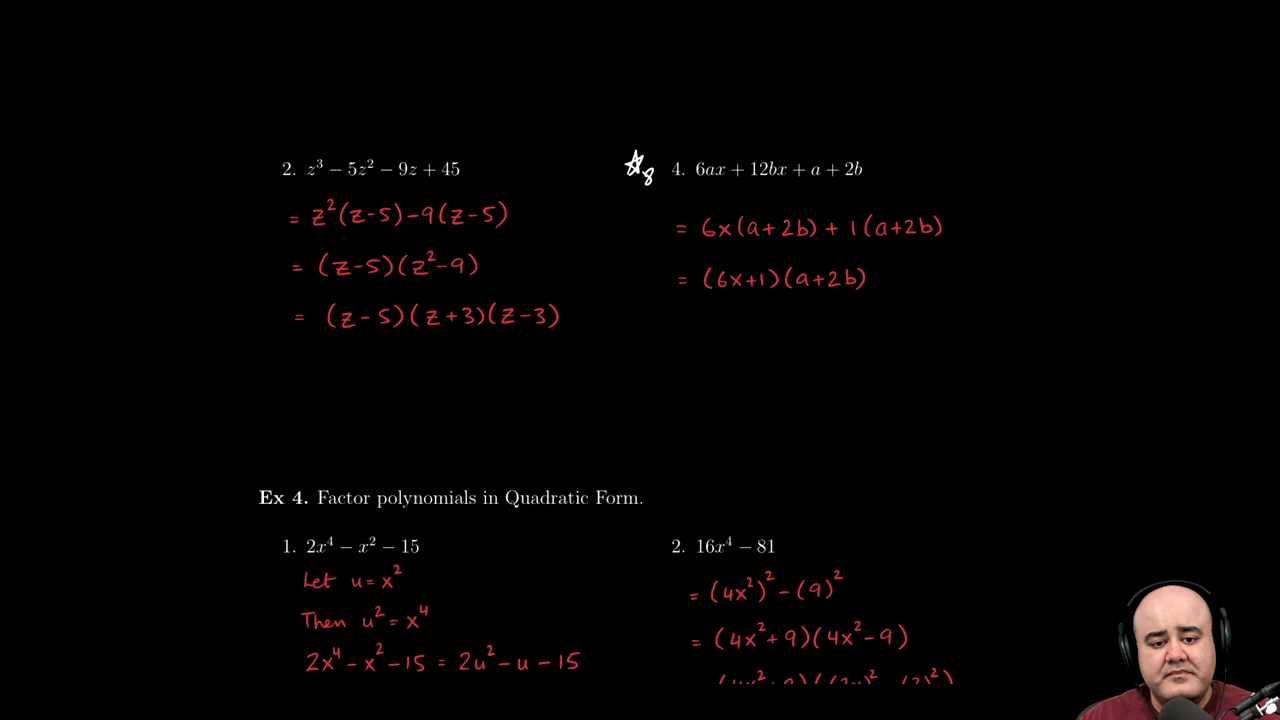 2. z³ − 5z² − 9z + 45
= z²(z-5)-9(z-5)
= (z-5)(z²-9)
= (z-5)(z+3)(z-3)
☆8 4. 6ax + 12bx + a + 2b
= 6x(a+2b) + 1(a+2b)
= (6x+1)(a+2b)
Ex 4. Factor polynomials in Quadratic Form.
1. 2x⁴ − x² − 15
Let u = x²
Then u² = x⁴
2x⁴ - x² - 15 = 2u² - u - 15
2. 16x⁴ − 81
= (4x²)² - (9)²
= (4x²+9)(4x²-9)